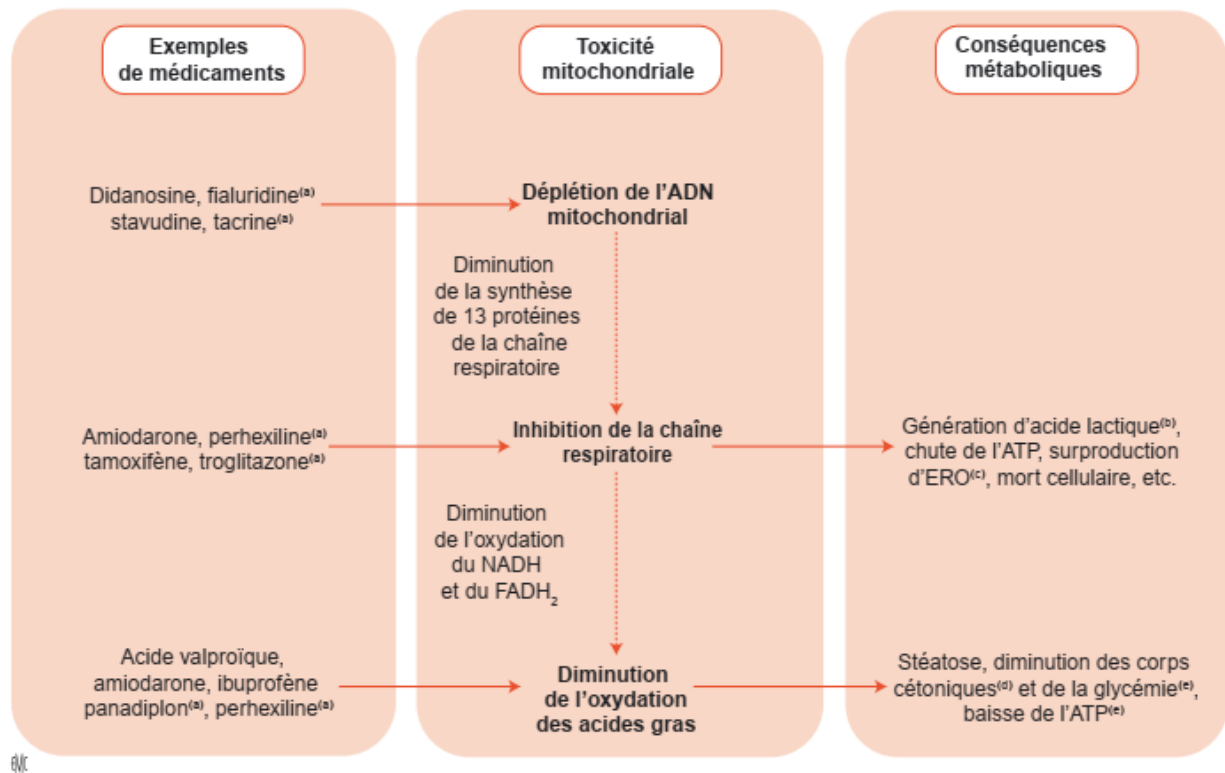 Exemples
de médicaments
Toxicité
mitochondriale
Conséquences
métaboliques
Didanosine, fialuridine⁽ᵃ⁾
stavudine, tacrine⁽ᵃ⁾
Déplétion de l’ADN
mitochondrial
Diminution
de la synthèse
de 13 protéines
de la chaîne
respiratoire
Amiodarone, perhexiline⁽ᵃ⁾
tamoxifène, troglitazone⁽ᵃ⁾
Inhibition de la chaîne
respiratoire
Génération d’acide lactique⁽ᵇ⁾,
chute de l’ATP, surproduction
d’ERO⁽ᶜ⁾, mort cellulaire, etc.
Diminution
de l’oxydation
du NADH
et du FADH₂
Acide valproïque,
amiodarone, ibuprofène
panadiplon⁽ᵃ⁾, perhexiline⁽ᵃ⁾
Diminution
de l’oxydation
des acides gras
Stéatose, diminution des corps
cétoniques⁽ᵈ⁾ et de la glycémie⁽ᵉ⁾,
baisse de l’ATP⁽ᵉ⁾